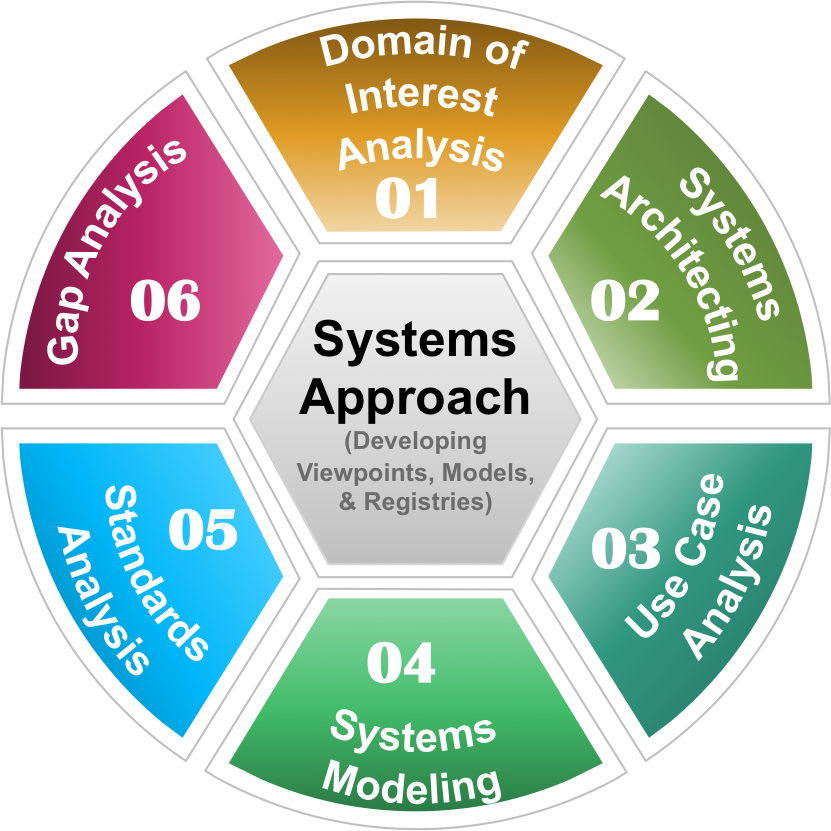 Domain of
Interest
Analysis
01
Systems
Architecting
02
03
Use Case
Analysis
04
Systems
Modeling
05
Standards
Analysis
Gap Analysis
06
Systems
Approach
(Developing
Viewpoints, Models,
& Registries)